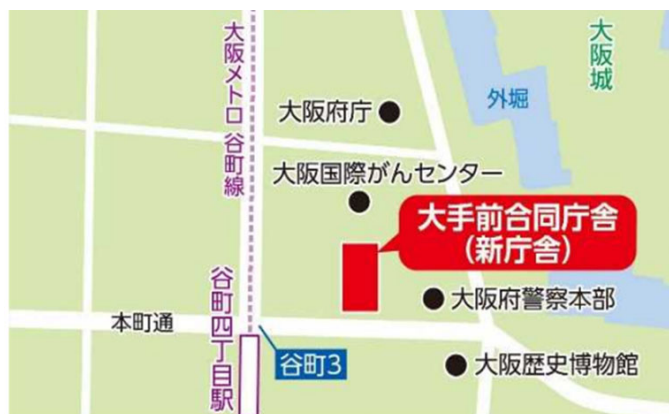 大阪メトロ 谷町線
大阪城
外堀
大阪府庁
大阪国際がんセンター
大手前合同庁舎
(新庁舎)
大阪府警察本部
本町通
谷町四丁目駅
谷町3
大阪歴史博物館